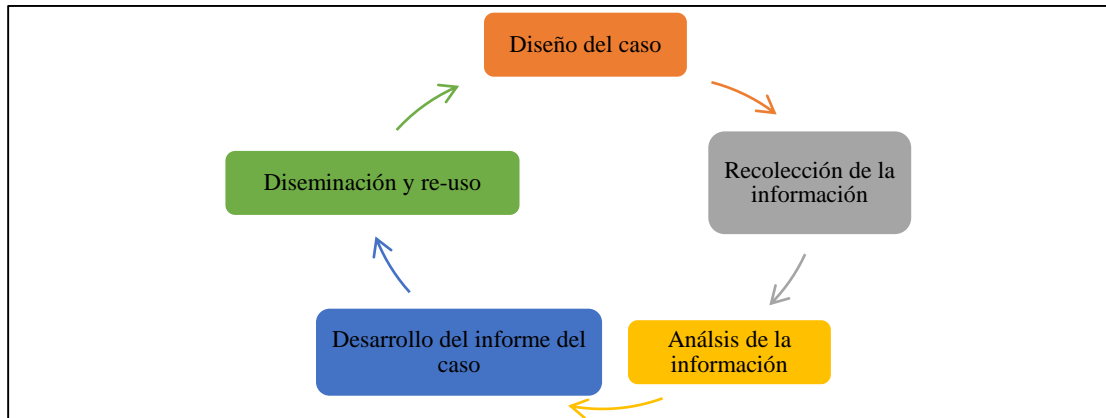 Diseño del caso
Recolección de la
información
Análsis de la
información
Desarrollo del informe del
caso
Diseminación y re-uso